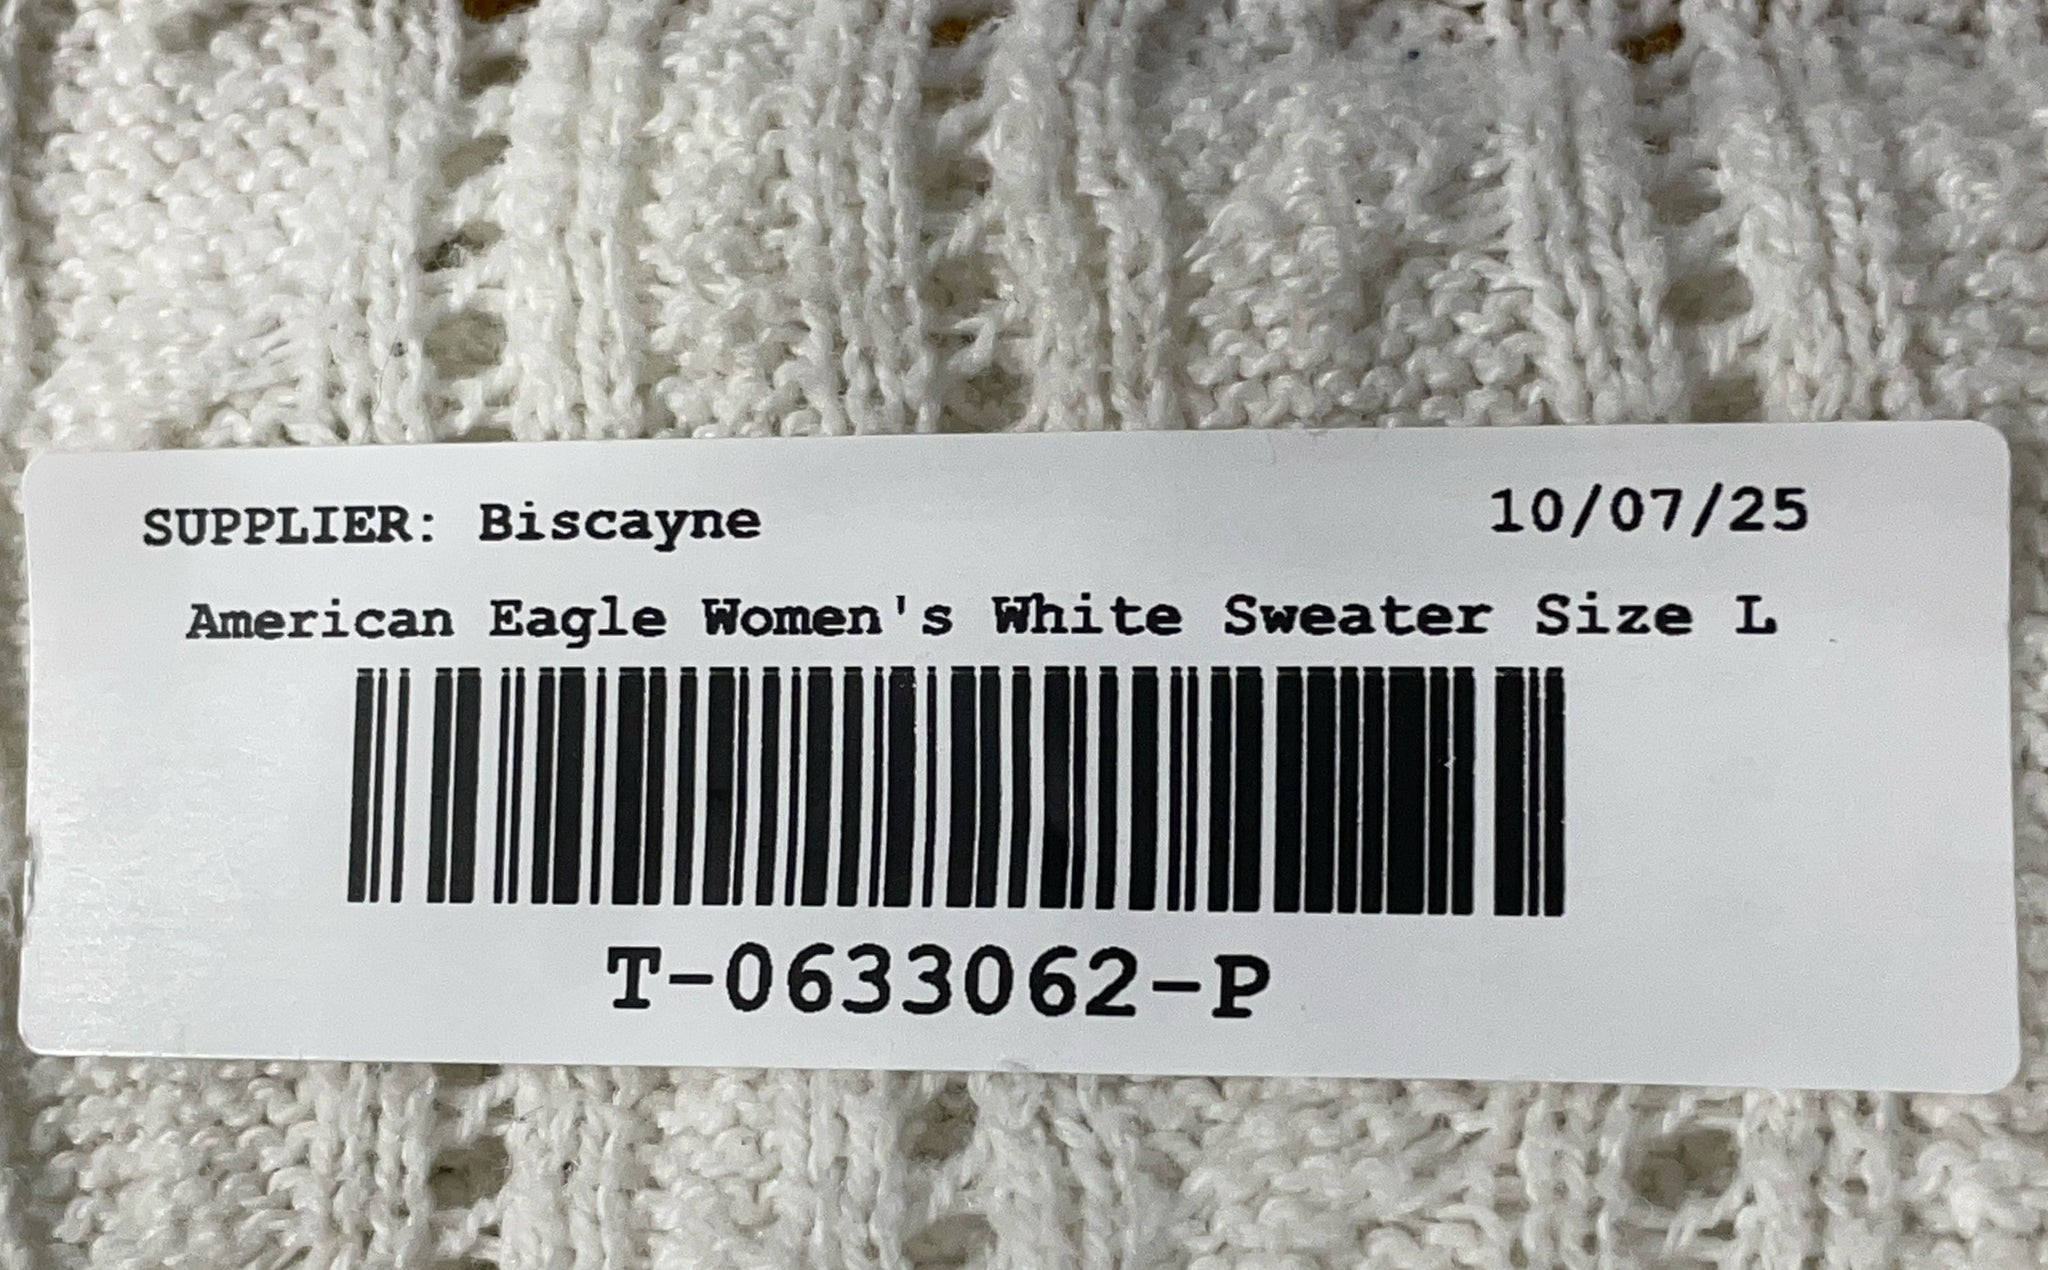 SUPPLIER: Biscayne 10/07/25
American Eagle Women's White Sweater Size L
T-0633062-P